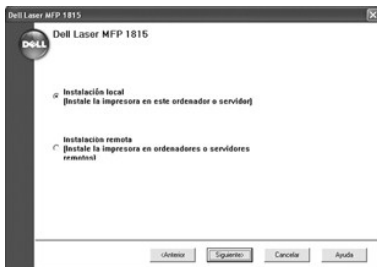 Dell Laser MFP 1815
DELL
Dell Laser MFP 1815
Instalación local
(Instale la impresora en este ordenador o servidor)
Instalación remota
(Instale la impresora en ordenadores o servidores
remotos)
<Anterior Siguiente> Cancelar Ayuda